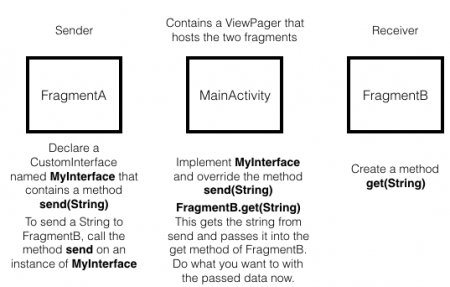 Sender
FragmentA
Declare a
CustomInterface
named MyInterface that
contains a method
send(String)
To send a String to
FragmentB, call the
method send on an
instance of MyInterface
Contains a ViewPager that
hosts the two fragments
MainActivity
Implement MyInterface
and override the method
send(String)
FragmentB.get(String)
This gets the string from
send and passes it into the
get method of FragmentB.
Do what you want to with
the passed data now.
Receiver
FragmentB
Create a method
get(String)